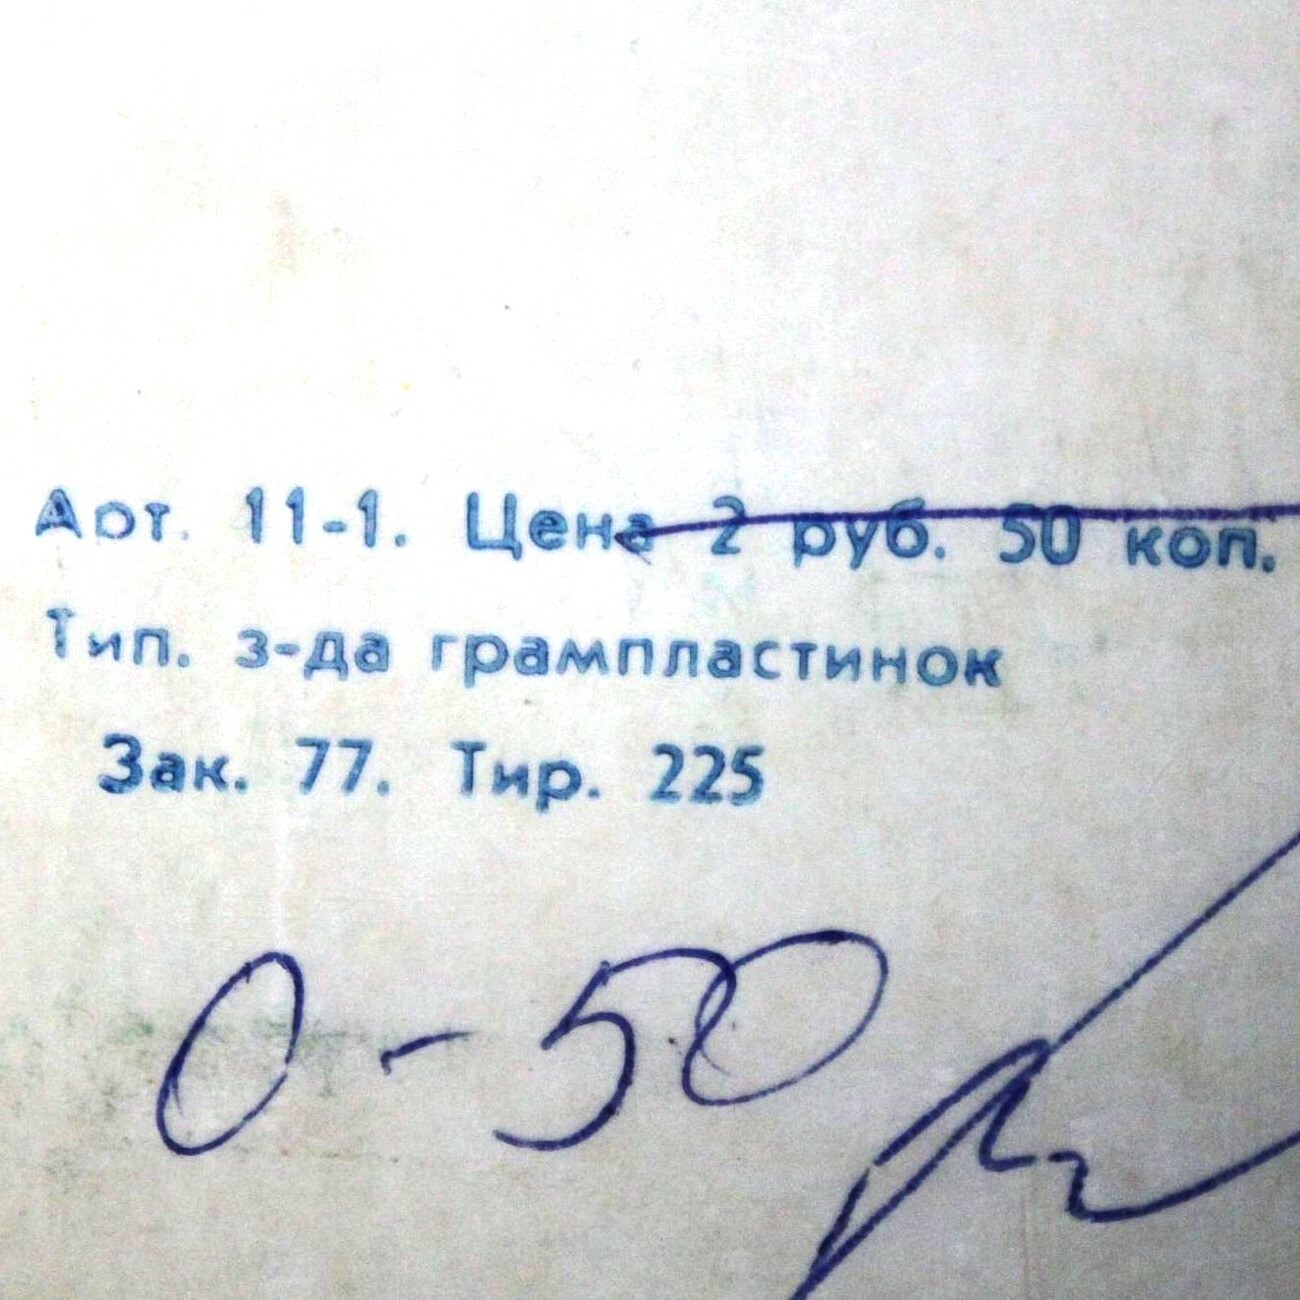 Арт. 11-1. Цена 2 руб. 50 коп.
Тип. з-да грампластинок
Зак. 77. Тир. 225
0-50